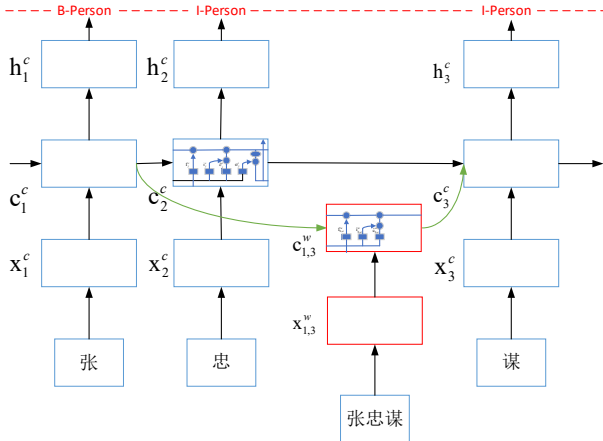 B-Person I-Person I-Person
h₁ᶜ h₂ᶜ h₃ᶜ
c₁ᶜ c₂ᶜ c₃ᶜ
c₁,₃ʷ
x₁ᶜ x₂ᶜ x₃ᶜ
x₁,₃ʷ
张 忠 谋
张忠谋